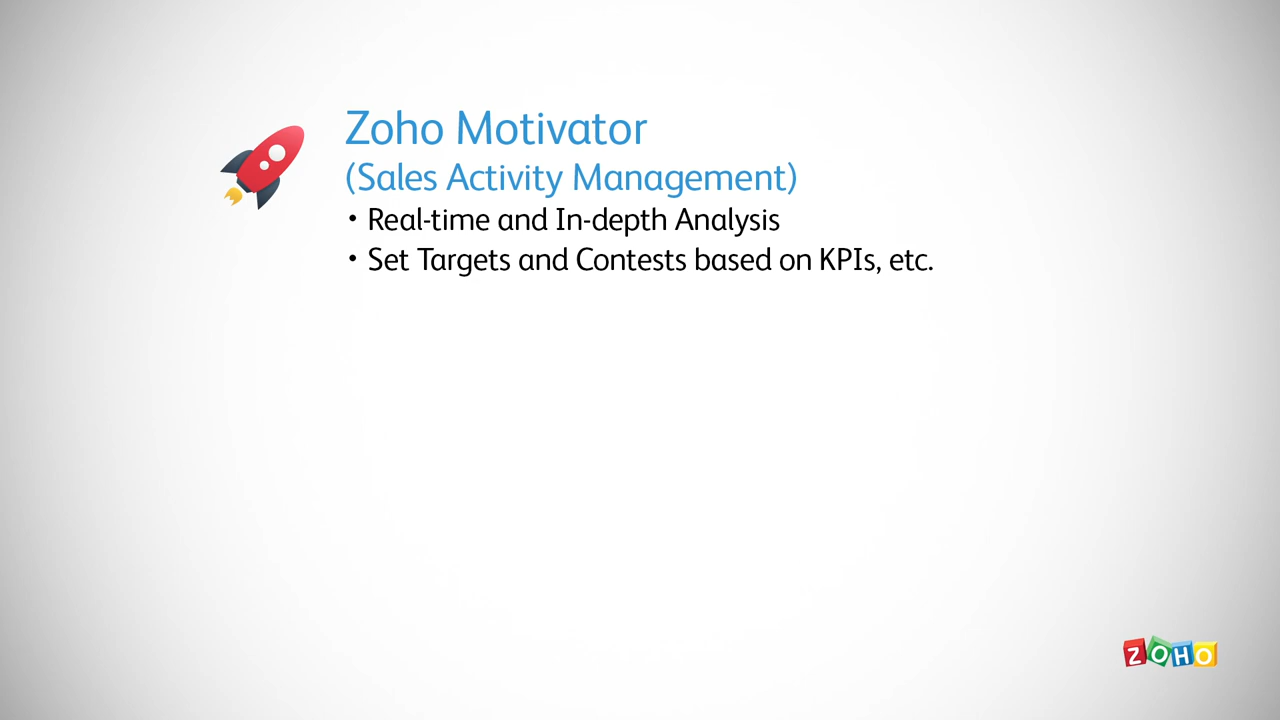 Zoho Motivator
(Sales Activity Management)
• Real-time and In-depth Analysis
• Set Targets and Contests based on KPIs, etc.
ZOHO